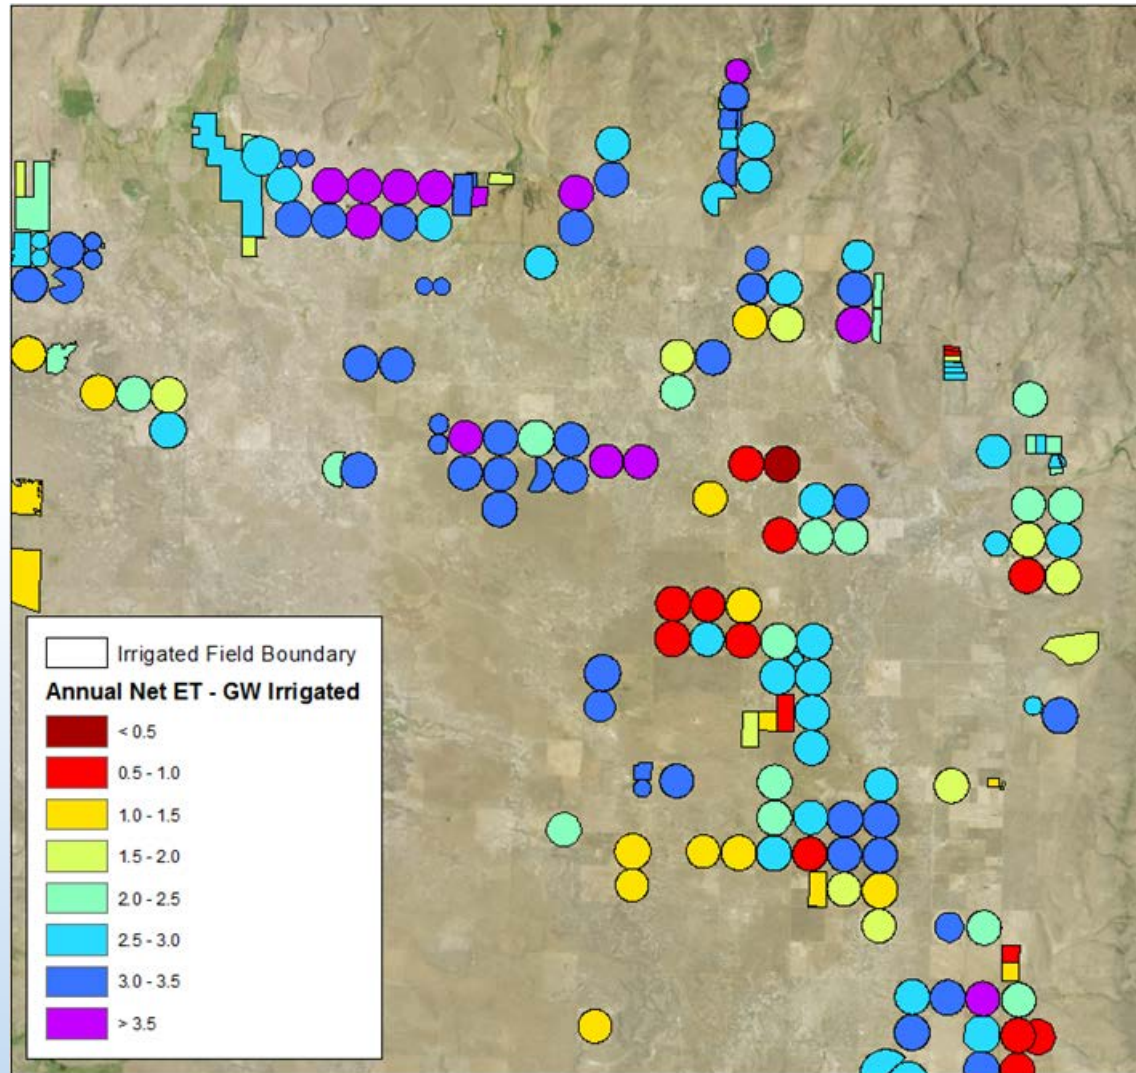 Irrigated Field Boundary
Annual Net ET - GW Irrigated
< 0.5
0.5 - 1.0
1.0 - 1.5
1.5 - 2.0
2.0 - 2.5
2.5 - 3.0
3.0 - 3.5
> 3.5